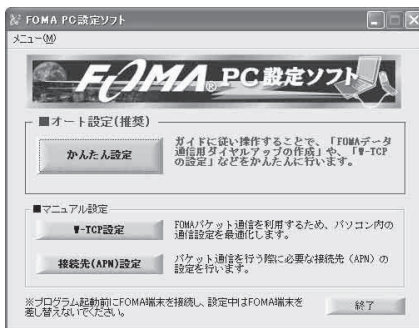 FOMA PC設定ソフト
メニュー(M)
FOMA® PC設定ソフト
■オート設定(推奨)
かんたん設定
ガイドに従い操作することで、「FOMAデータ
通信用ダイヤルアップの作成」や、「W-TCP
の設定」などをかんたんに行います。
■マニュアル設定
W-TCP設定
FOMAパケット通信を利用するため、パソコン内の
通信設定を最適化します。
接続先(APN)設定
パケット通信を行う際に必要な接続先（APN）の
設定を行います。
※プログラム起動前にFOMA端末を接続し、設定中はFOMA端末を
差し替えないでください。
終了